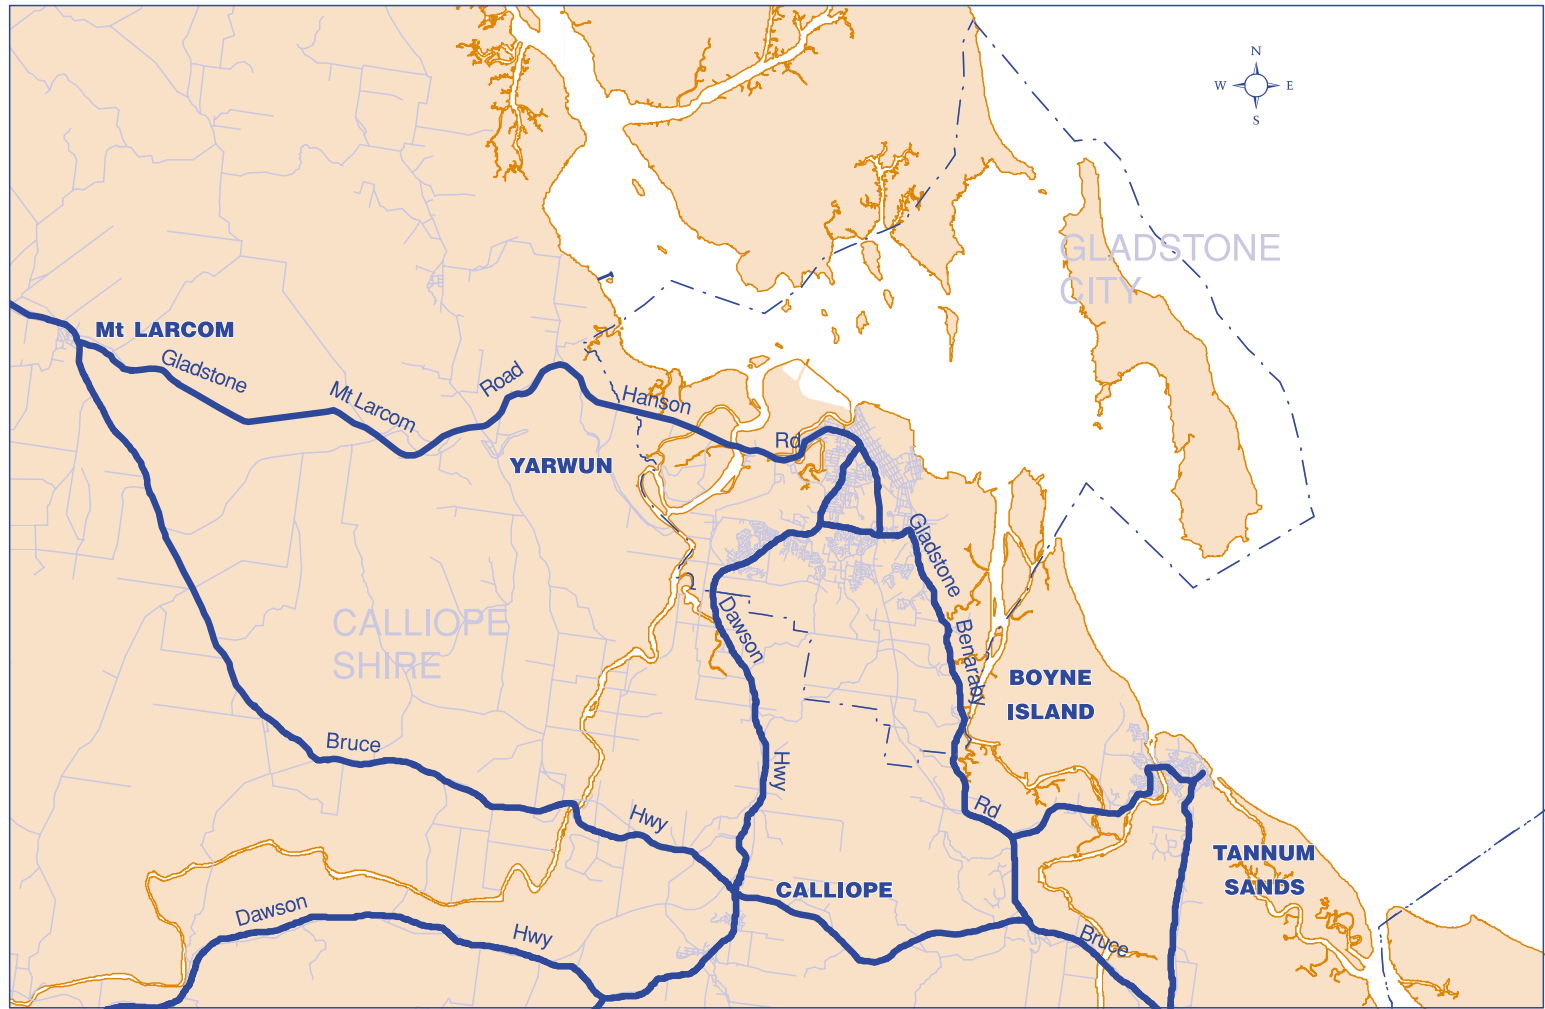 N
W E
S
GLADSTONE
CITY
Mt LARCOM
Gladstone
Mt Larcom
Road
Hanson
Rd
YARWUN
Gladstone
Benaraby
Rd
Dawson
Hwy
CALLIOPE
SHIRE
BOYNE
ISLAND
Bruce
Hwy
TANNUM
SANDS
CALLIOPE
Dawson
Hwy
Bruce